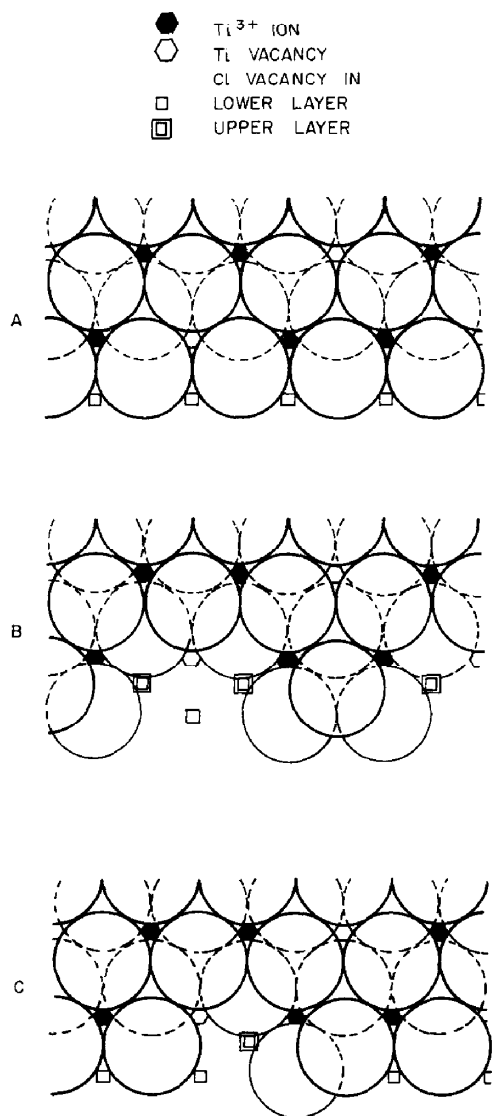 Ti³⁺ ION
Ti VACANCY
Cl VACANCY IN
LOWER LAYER
UPPER LAYER
A
B
C